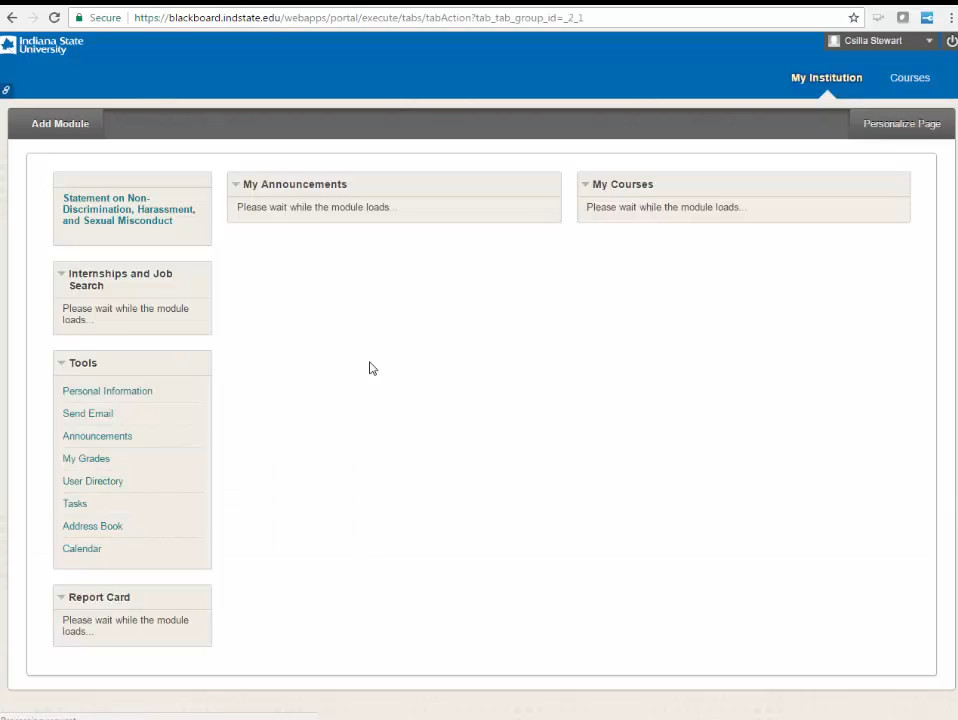 Secure
https://blackboard.indstate.edu/webapps/portal/execute/tabs/tabAction?tab_tab_group_id=_2_1
Indiana State
University
Csilla Stewart
My Institution
Courses
Add Module
Personalize Page
Statement on Non-
Discrimination, Harassment,
and Sexual Misconduct
My Announcements
Please wait while the module loads...
My Courses
Please wait while the module loads...
Internships and Job
Search
Please wait while the module
loads...
Tools
Personal Information
Send Email
Announcements
My Grades
User Directory
Tasks
Address Book
Calendar
Report Card
Please wait while the module
loads...